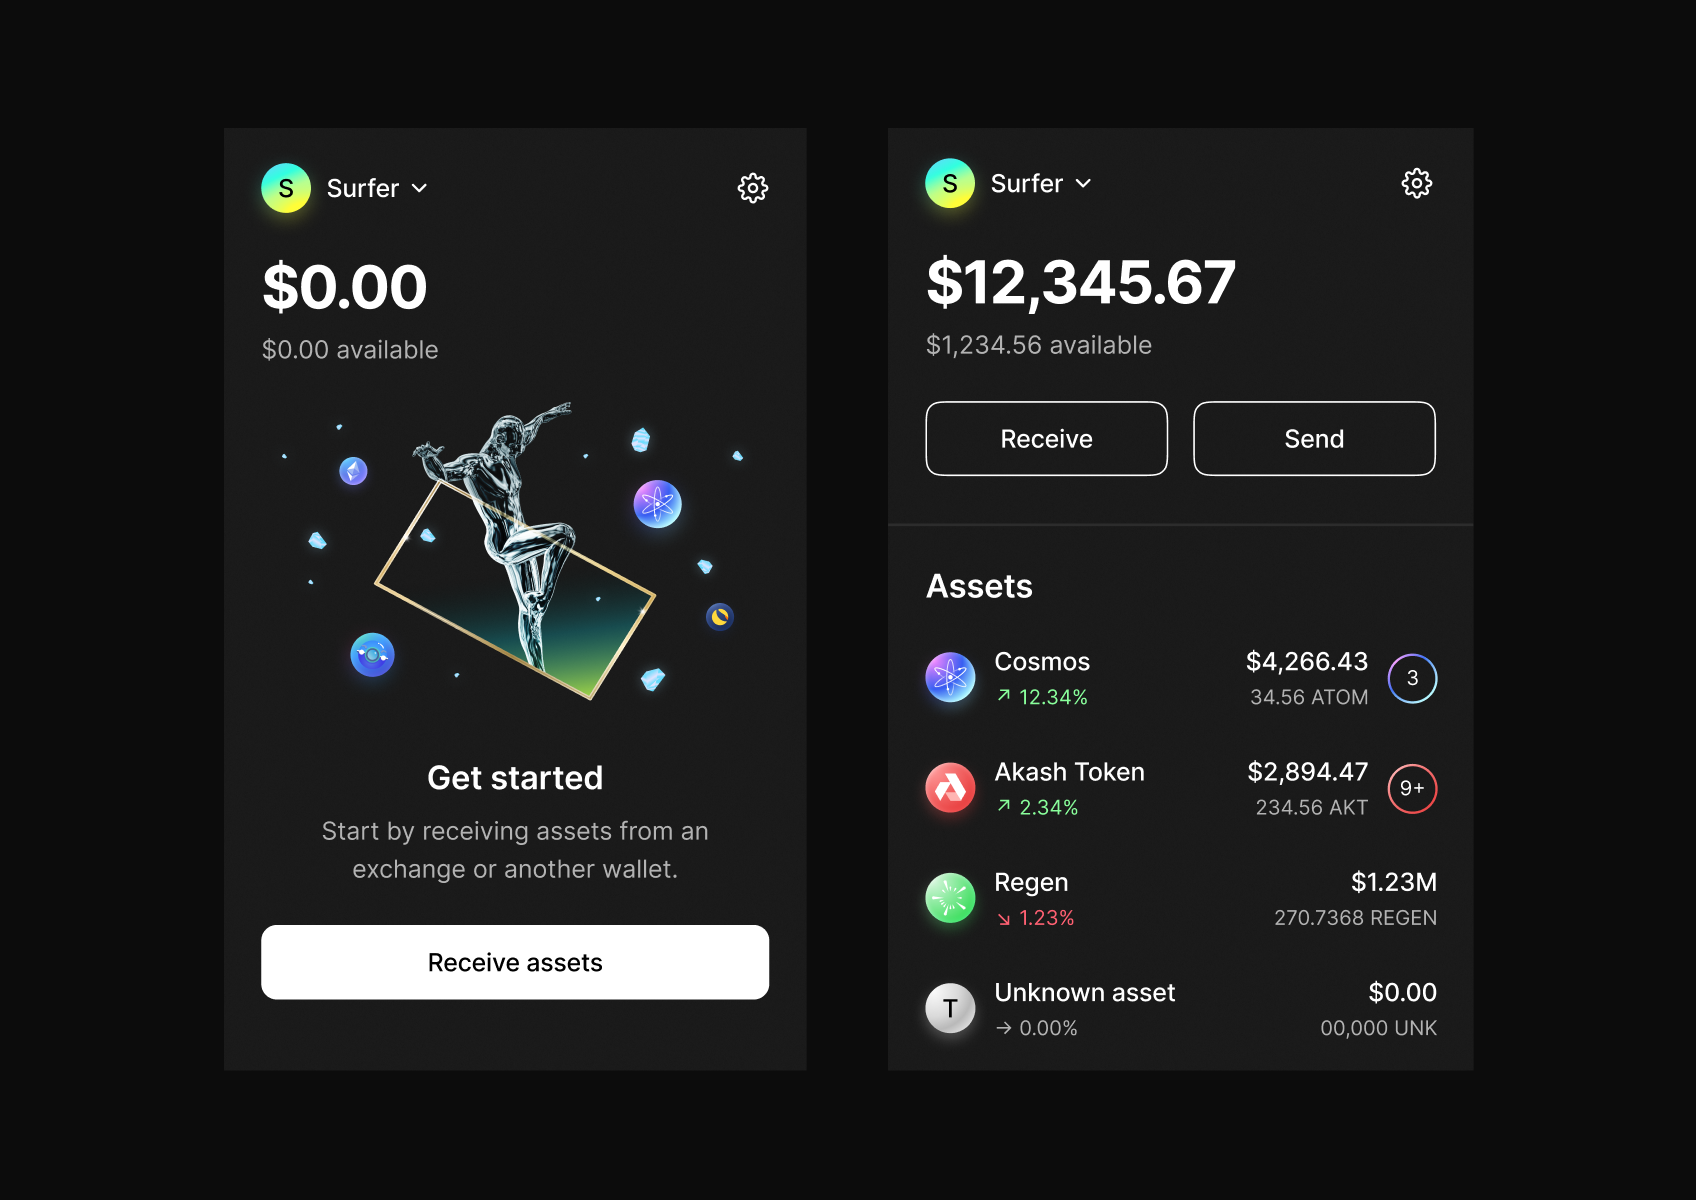 S
Surfer
$0.00
$0.00 available
Get started
Start by receiving assets from an
exchange or another wallet.
Receive assets
S
Surfer
$12,345.67
$1,234.56 available
Receive
Send
Assets
Cosmos
$4,266.43
3
12.34%
34.56 ATOM
Akash Token
$2,894.47
9+
2.34%
234.56 AKT
Regen
$1.23M
1.23%
270.7368 REGEN
T
Unknown asset
$0.00
0.00%
00,000 UNK